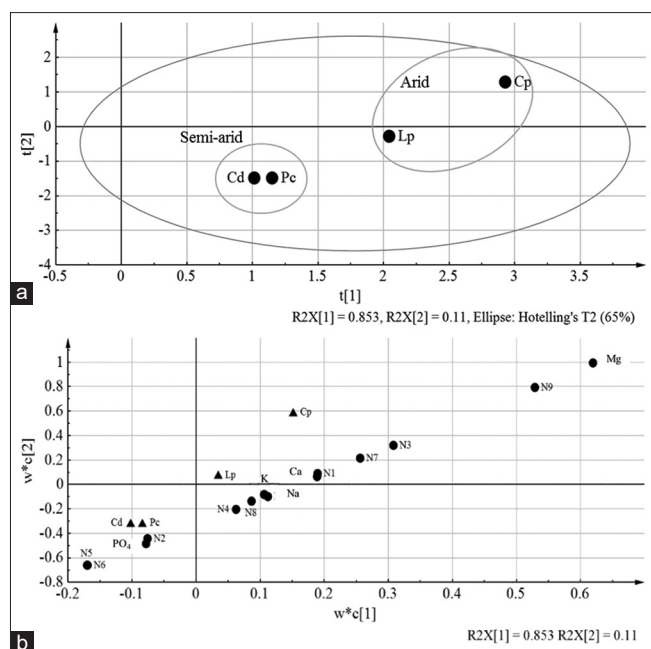 4
3
2
1
0
-1
-2
-3
-4
t[2]
Arid
Cp
Lp
Semi-arid
Cd
Pc
-0.5
0
0.5
1
1.5
2
2.5
3
3.5
t[1]
a
R2X[1] = 0.853, R2X[2] = 0.11, Ellipse: Hotelling's T2 (65%)
1
0.8
0.6
0.4
0.2
0
-0.2
-0.4
-0.6
-0.8
w*c[2]
Mg
N9
Cp
N3
N7
Lp
Ca
N1
K
Na
N4
N8
Cd
Pc
PO4
N2
N5
N6
-0.2
-0.1
0
0.1
0.2
0.3
0.4
0.5
0.6
w*c[1]
b
R2X[1] = 0.853 R2X[2] = 0.11